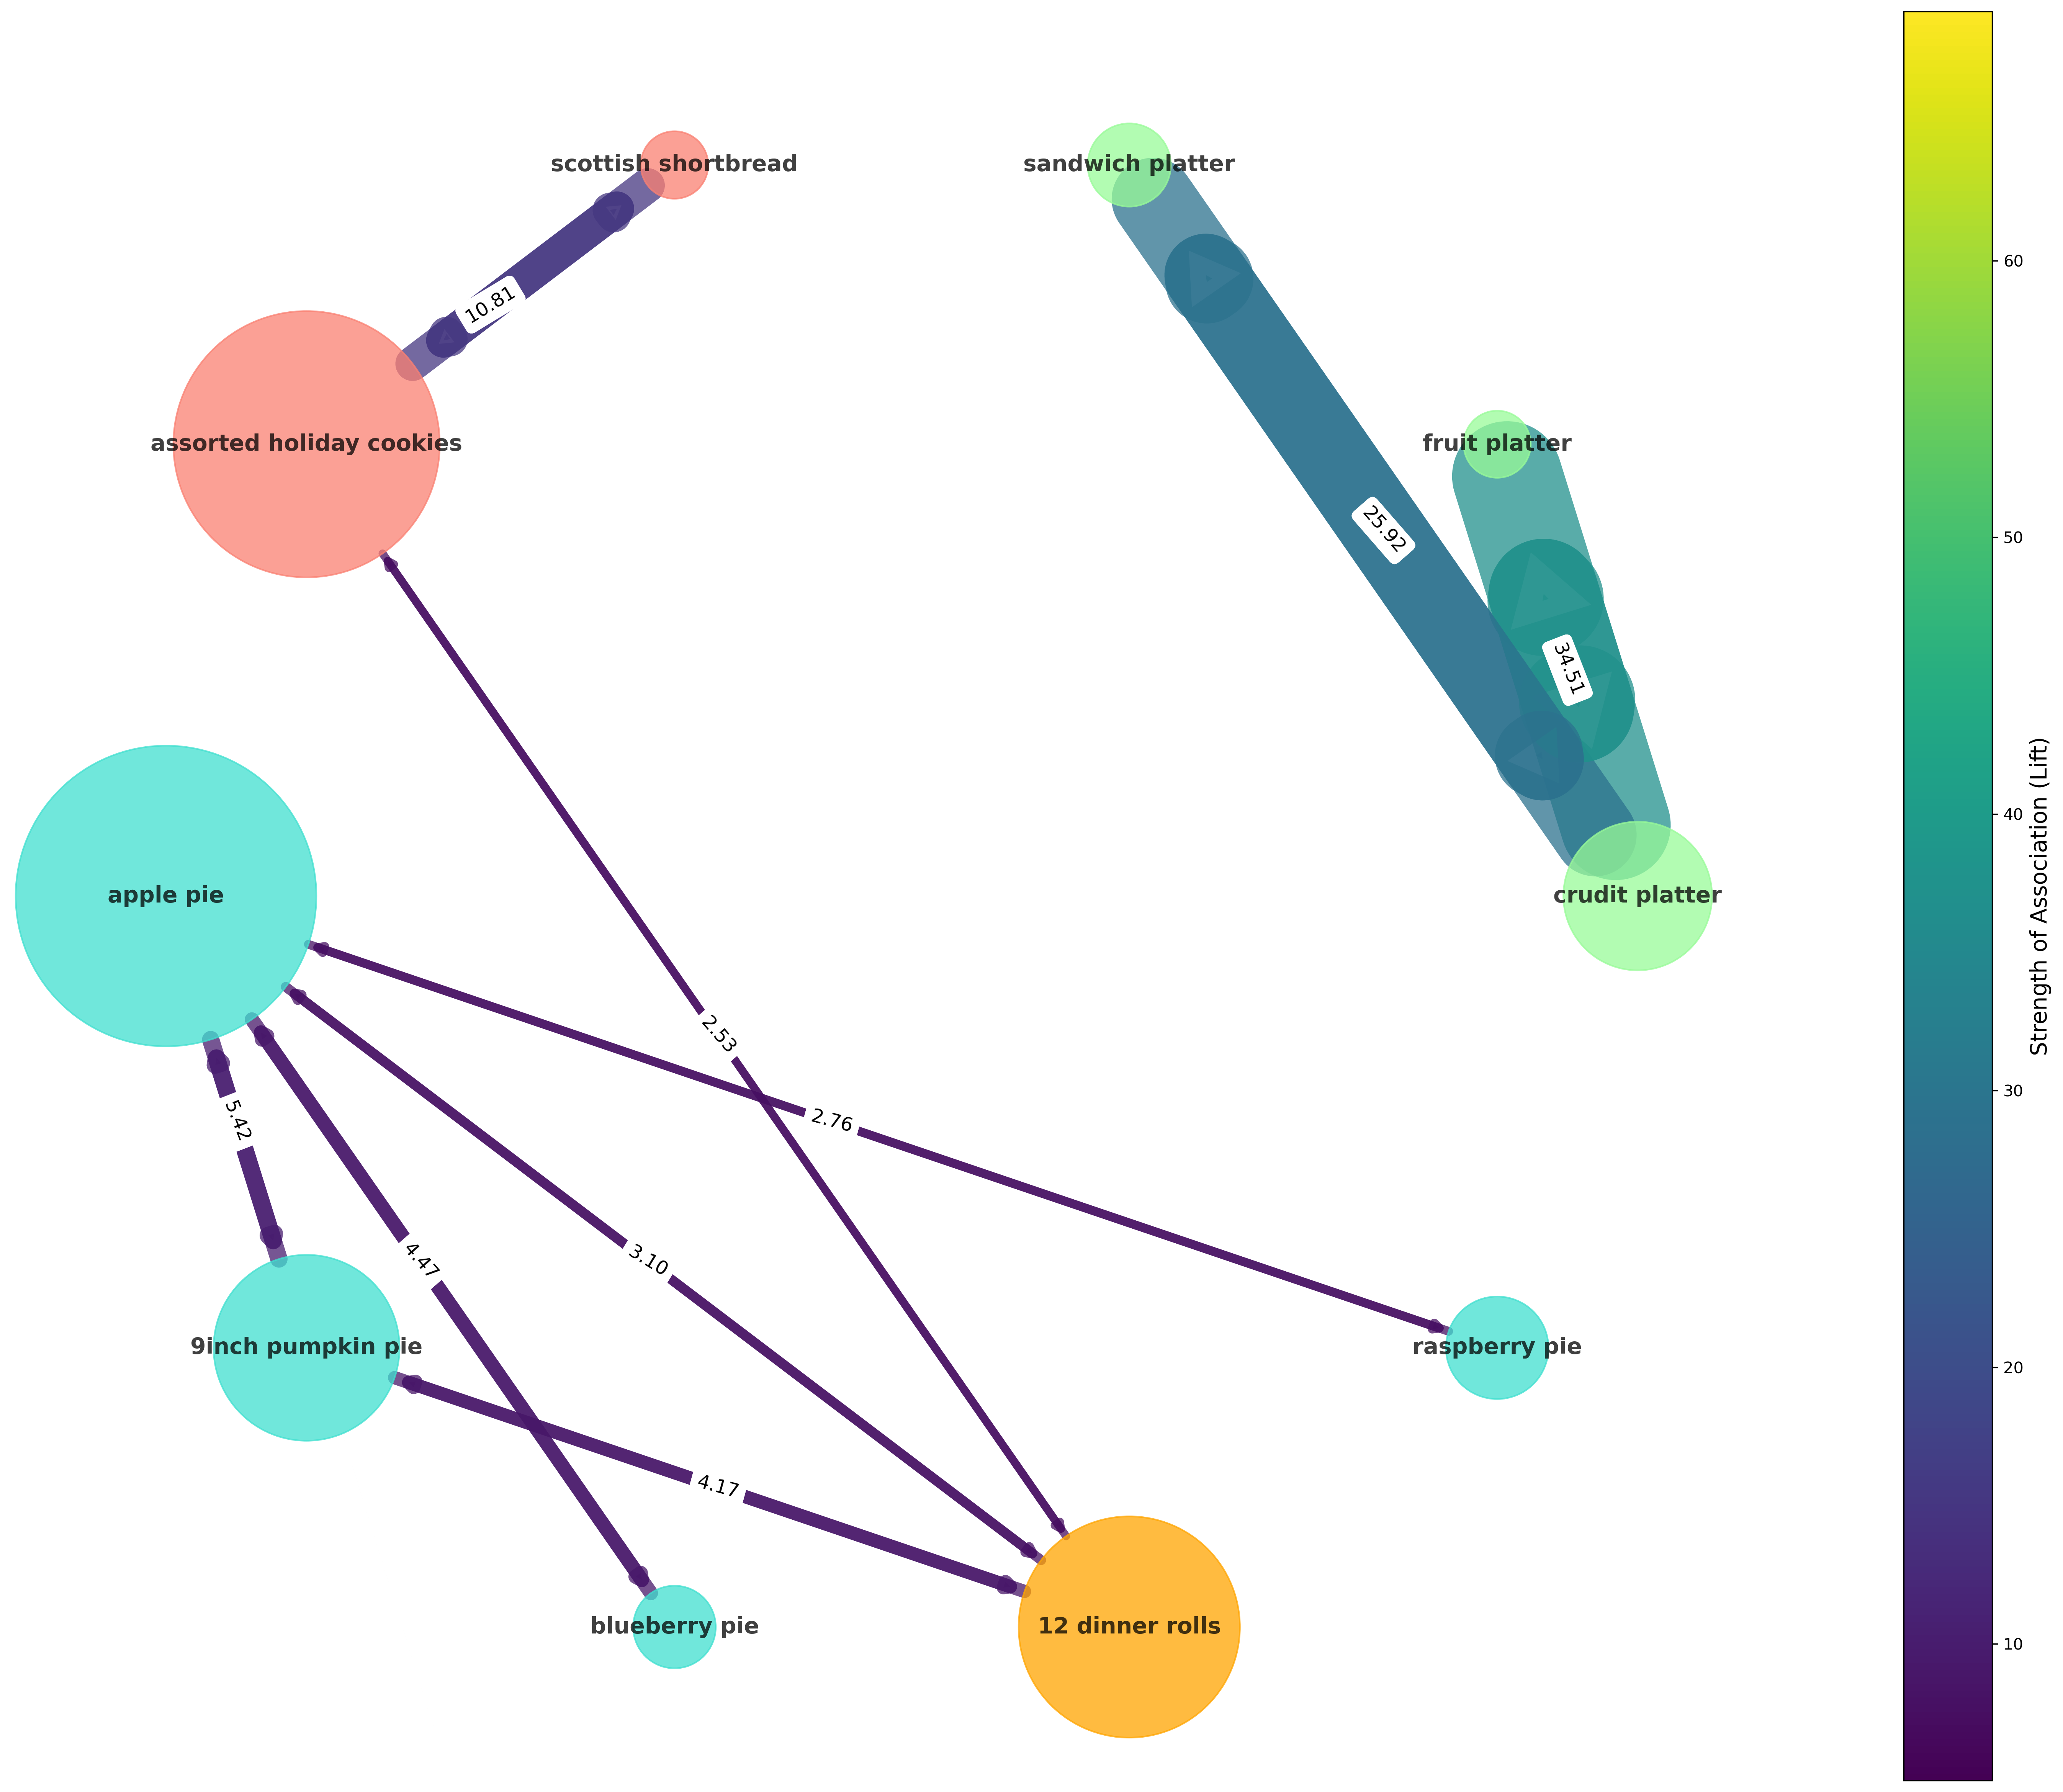 scottish shortbread
sandwich platter
60
10.81
assorted holiday cookies
fruit platter
25.92
50
34.51
40
Strength of Association (Lift)
apple pie
crudit platter
2.53
30
5.42
2.76
4.47
3.10
9inch pumpkin pie
raspberry pie
20
4.17
blueberry pie
12 dinner rolls
10